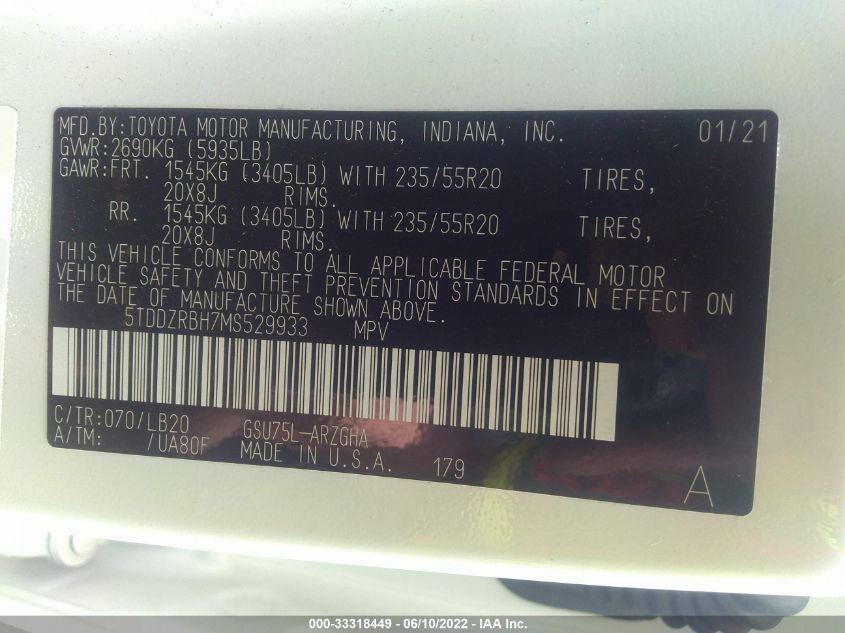 MFD.BY:TOYOTA MOTOR MANUFACTURING, INDIANA, INC. 01/21
GVWR:2690KG (5935LB)
GAWR:FRT. 1545KG (3405LB) WITH 235/55R20 TIRES,
20X8J RIMS.
RR. 1545KG (3405LB) WITH 235/55R20 TIRES,
20X8J RIMS.
THIS VEHICLE CONFORMS TO ALL APPLICABLE FEDERAL MOTOR
VEHICLE SAFETY AND THEFT PREVENTION STANDARDS IN EFFECT ON
THE DATE OF MANUFACTURE SHOWN ABOVE.
5TDDZRBH7MS529933 MPV
C/TR:070/LB20 GSU75L-ARZGHA
A/TM: /UA80F MADE IN U.S.A. 179
A
000-33318449 - 06/10/2022 - IAA Inc.